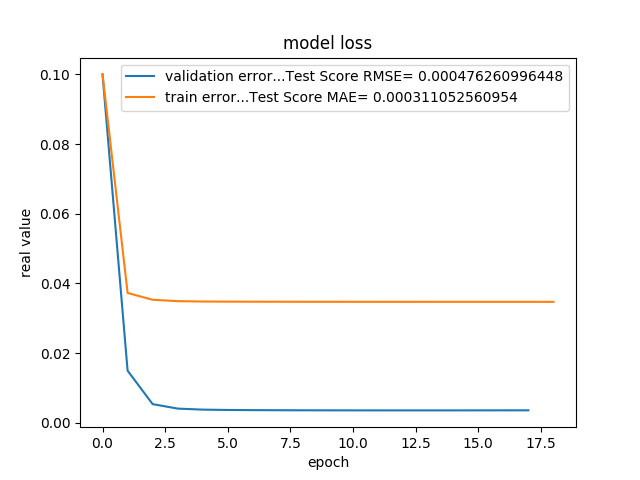 model loss
validation error...Test Score RMSE= 0.000476260996448
train error...Test Score MAE= 0.000311052560954
0.10
0.08
0.06
0.04
0.02
0.00
real value
0.0 2.5 5.0 7.5 10.0 12.5 15.0 17.5
epoch